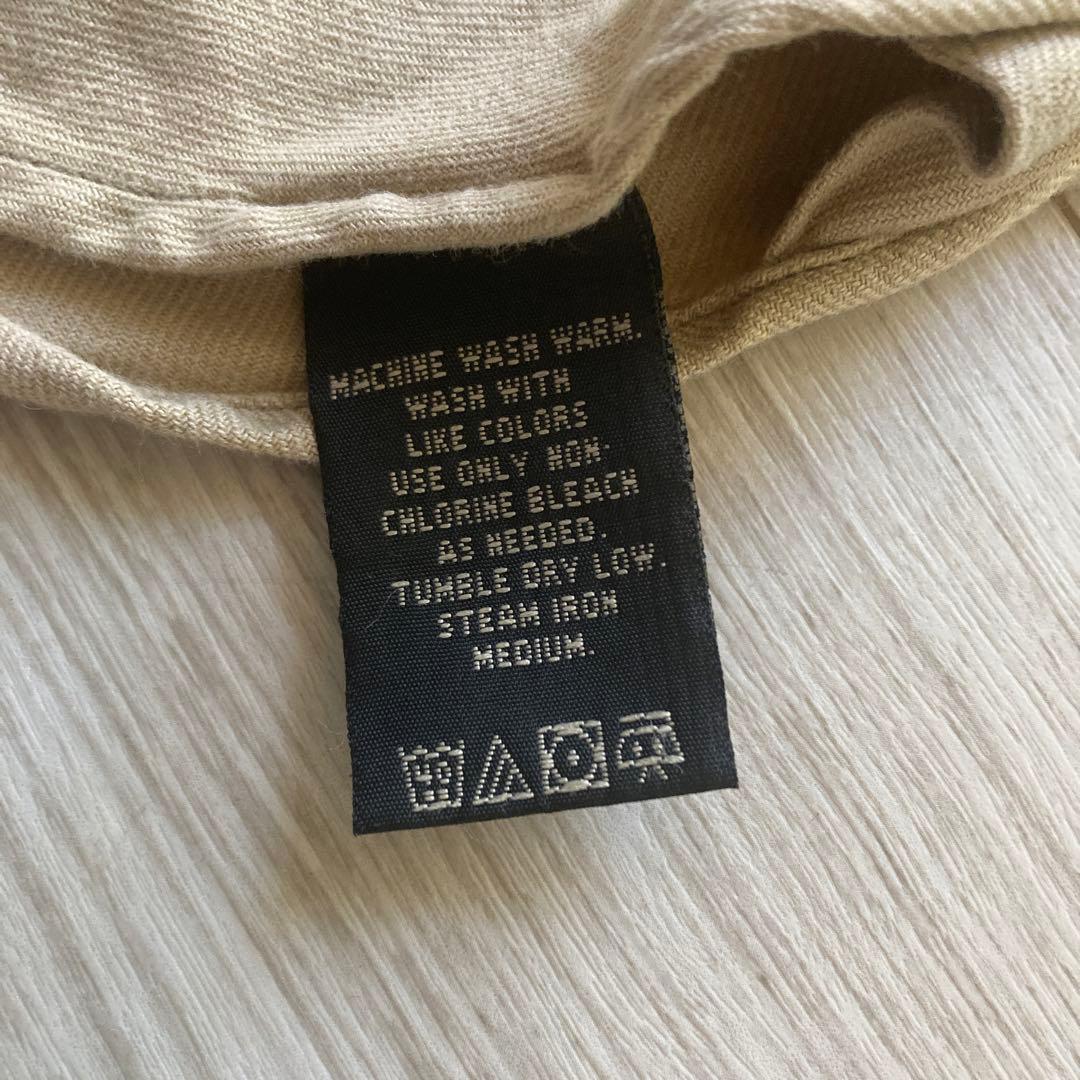 MACHINE WASH WARM.
WASH WITH
LIKE COLORS
USE ONLY NON-
CHLORINE BLEACH
AS NEEDED.
TUMBLE DRY LOW.
STEAM IRON
MEDIUM.
40